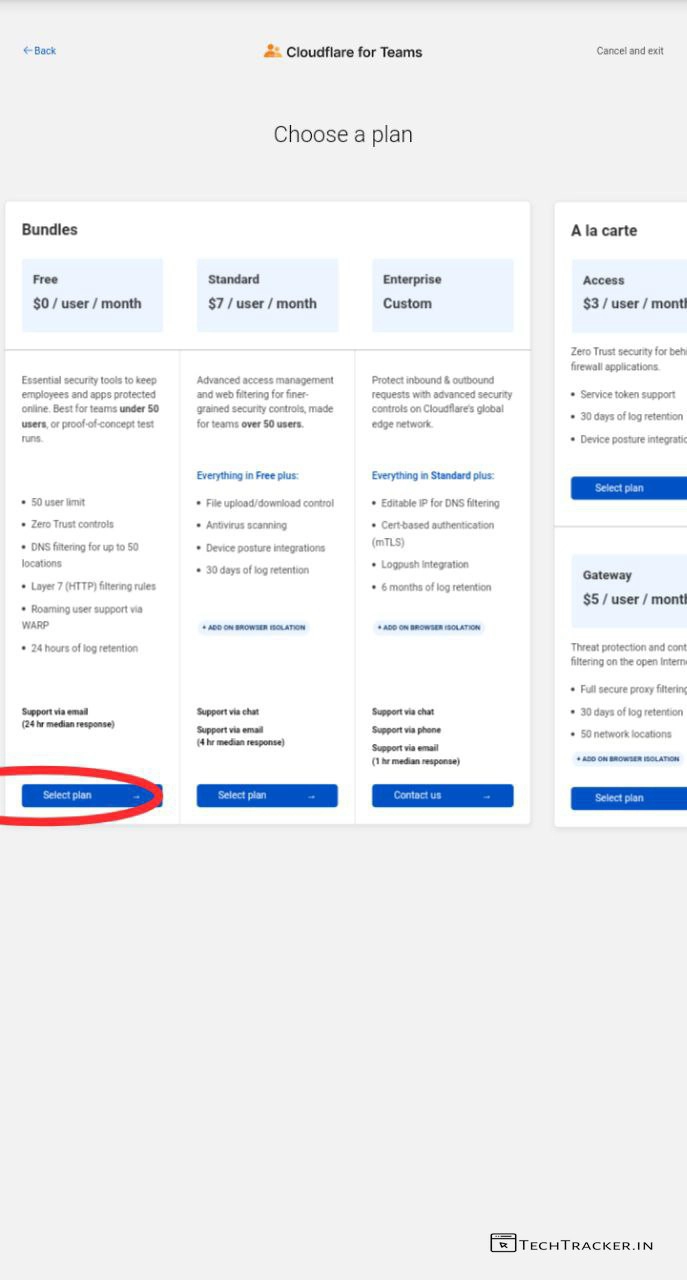 ←Back
Cloudflare for Teams
Cancel and exit
Choose a plan
Bundles
Free
$0 / user / month
Essential security tools to keep
employees and apps protected
online. Best for teams under 50
users, or proof-of-concept test
runs.
• 50 user limit
• Zero Trust controls
• DNS filtering for up to 50
locations
• Layer 7 (HTTP) filtering rules
• Roaming user support via
WARP
• 24 hours of log retention
Support via email
(24 hr median response)
Select plan →
Standard
$7 / user / month
Advanced access management
and web filtering for finer-
grained security controls, made
for teams over 50 users.
Everything in Free plus:
• File upload/download control
• Antivirus scanning
• Device posture integrations
• 30 days of log retention
+ ADD ON BROWSER ISOLATION
Support via chat
Support via email
(4 hr median response)
Select plan →
Enterprise
Custom
Protect inbound & outbound
requests with advanced security
controls on Cloudflare's global
edge network.
Everything in Standard plus:
• Editable IP for DNS filtering
• Cert-based authentication
(mTLS)
• Logpush Integration
• 6 months of log retention
+ ADD ON BROWSER ISOLATION
Support via chat
Support via phone
Support via email
(1 hr median response)
Contact us →
A la carte
Access
$3 / user / mont
Zero Trust security for beh
firewall applications.
• Service token support
• 30 days of log retention
• Device posture integratio
Select plan
Gateway
$5 / user / mont
Threat protection and cont
filtering on the open Intern
• Full secure proxy filtering
• 30 days of log retention
• 50 network locations
+ ADD ON BROWSER ISOLATION
Select plan
TECHTRACKER.IN